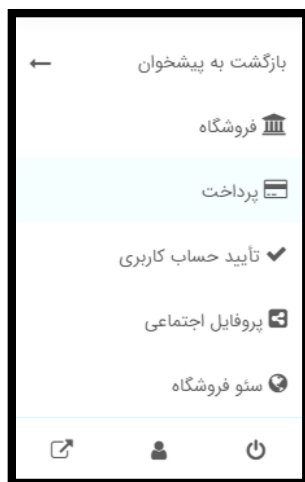 بازگشت به پیشخوان
فروشگاه
پرداخت
تأیید حساب کاربری
پروفایل اجتماعی
سئو فروشگاه